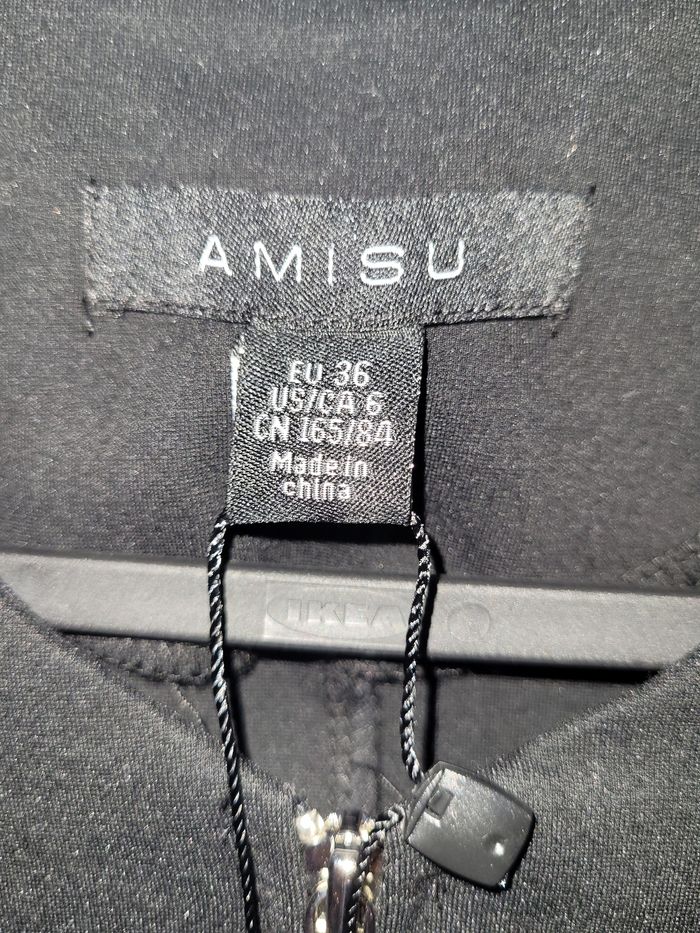 AMISU
EU 36
US/CA 6
CN 165/84
Made in
china
IKEA